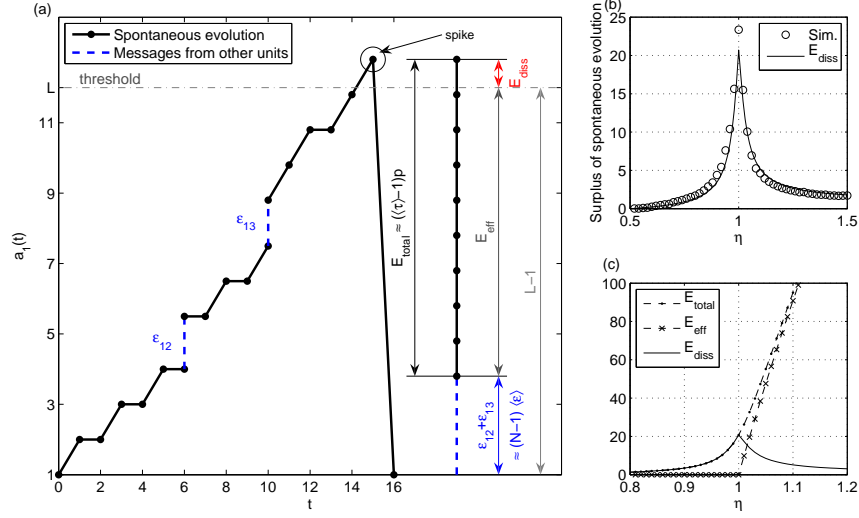 (a)
Spontaneous evolution
Messages from other units
spike
threshold
L
11
9
7
5
3
1
a₁(t)
ε₁₂
ε₁₃
E_total ≈ (⟨τ⟩−1)p
E_diss
E_eff
L−1
ε₁₂+ε₁₃
≈ (N−1) ⟨ε⟩
0 2 4 6 8 10 12 14 16
t
(b)
Surplus of spontaneous evolution
25
20
15
10
5
0
Sim.
E_diss
0.5 1 1.5
η
(c)
100
80
60
40
20
0
E_total
E_eff
E_diss
0.8 0.9 1 1.1 1.2
η